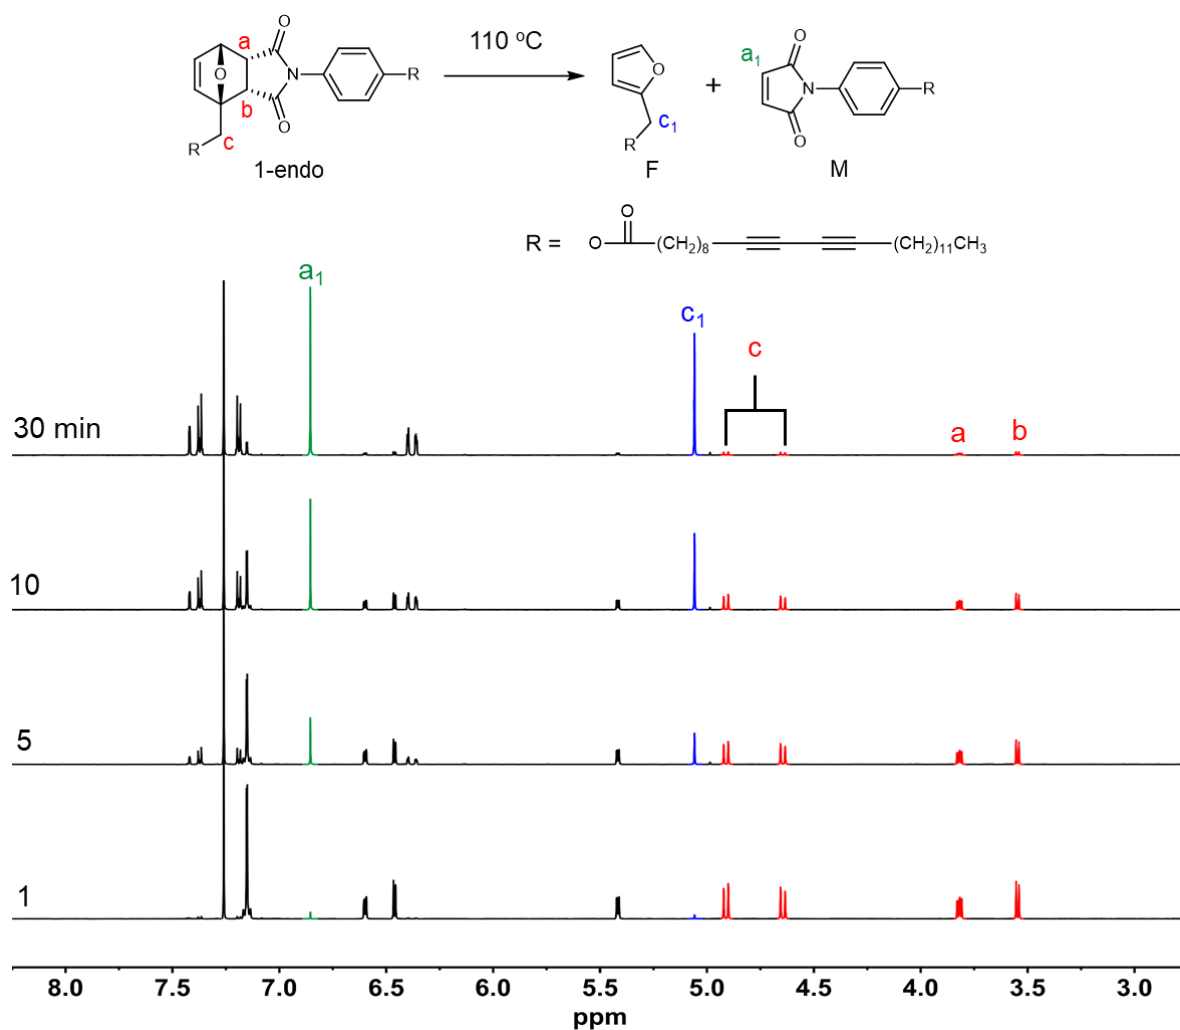 a
O
110 °C
O
a₁
O
O
N
R
+
N
R
b
O
c₁
O
R
c
R
1-endo
F
M
O
R =
O
(CH₂)₈
(CH₂)₁₁CH₃
a₁
c₁
c
30 min
a
b
10
5
1
8.0 7.5 7.0 6.5 6.0 5.5 5.0 4.5 4.0 3.5 3.0
ppm